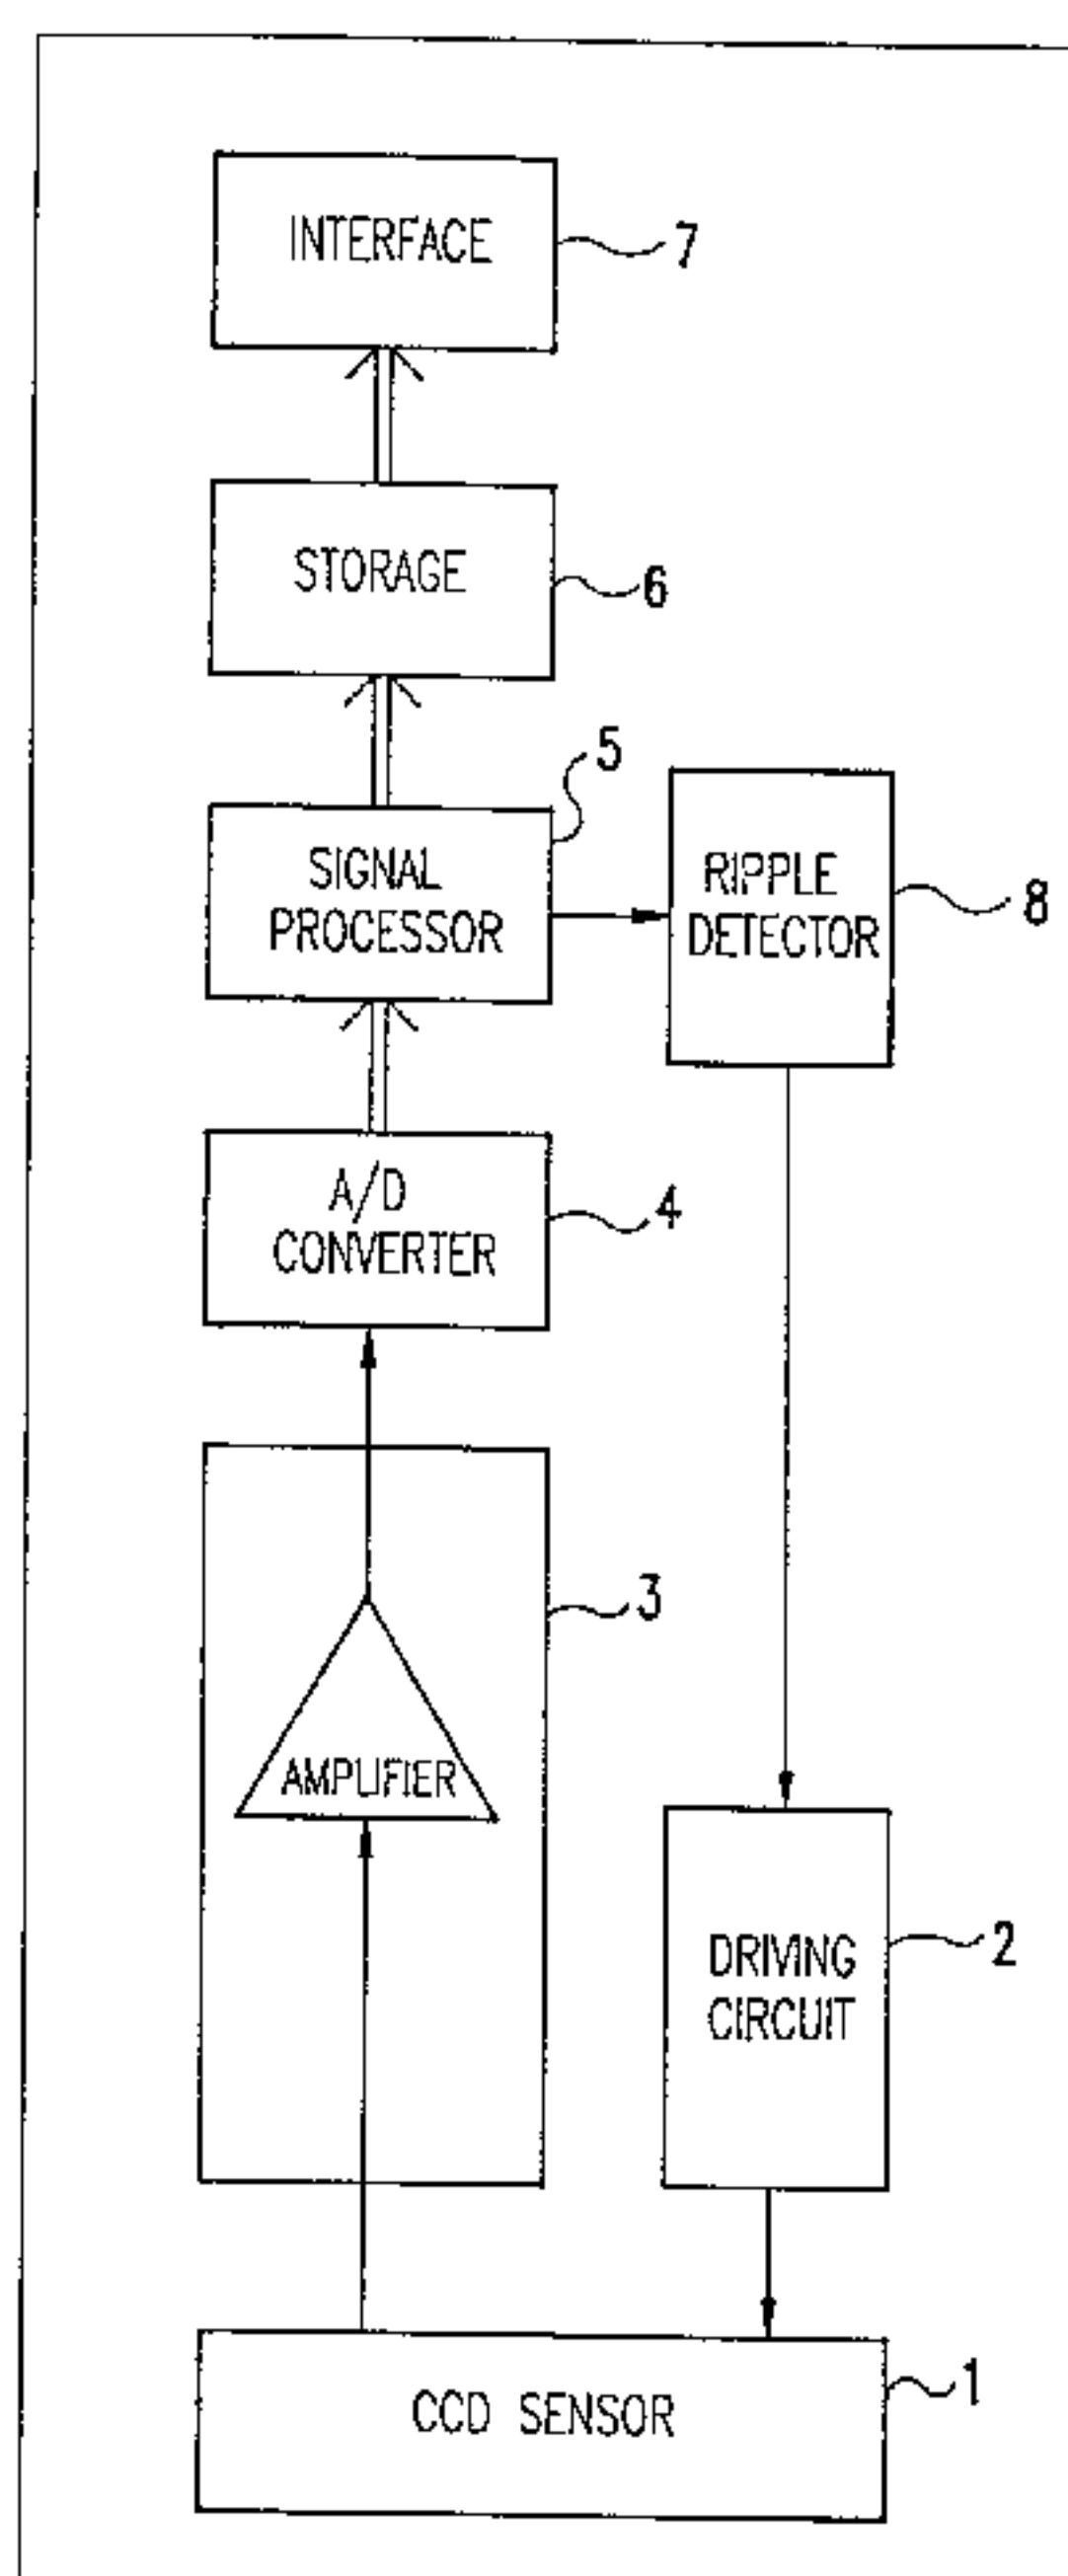 INTERFACE
7
STORAGE
6
5
SIGNAL
PROCESSOR
RIPPLE
DETECTOR
8
A/D
CONVERTER
4
3
AMPLIFIER
DRIVING
CIRCUIT
2
CCD SENSOR
1